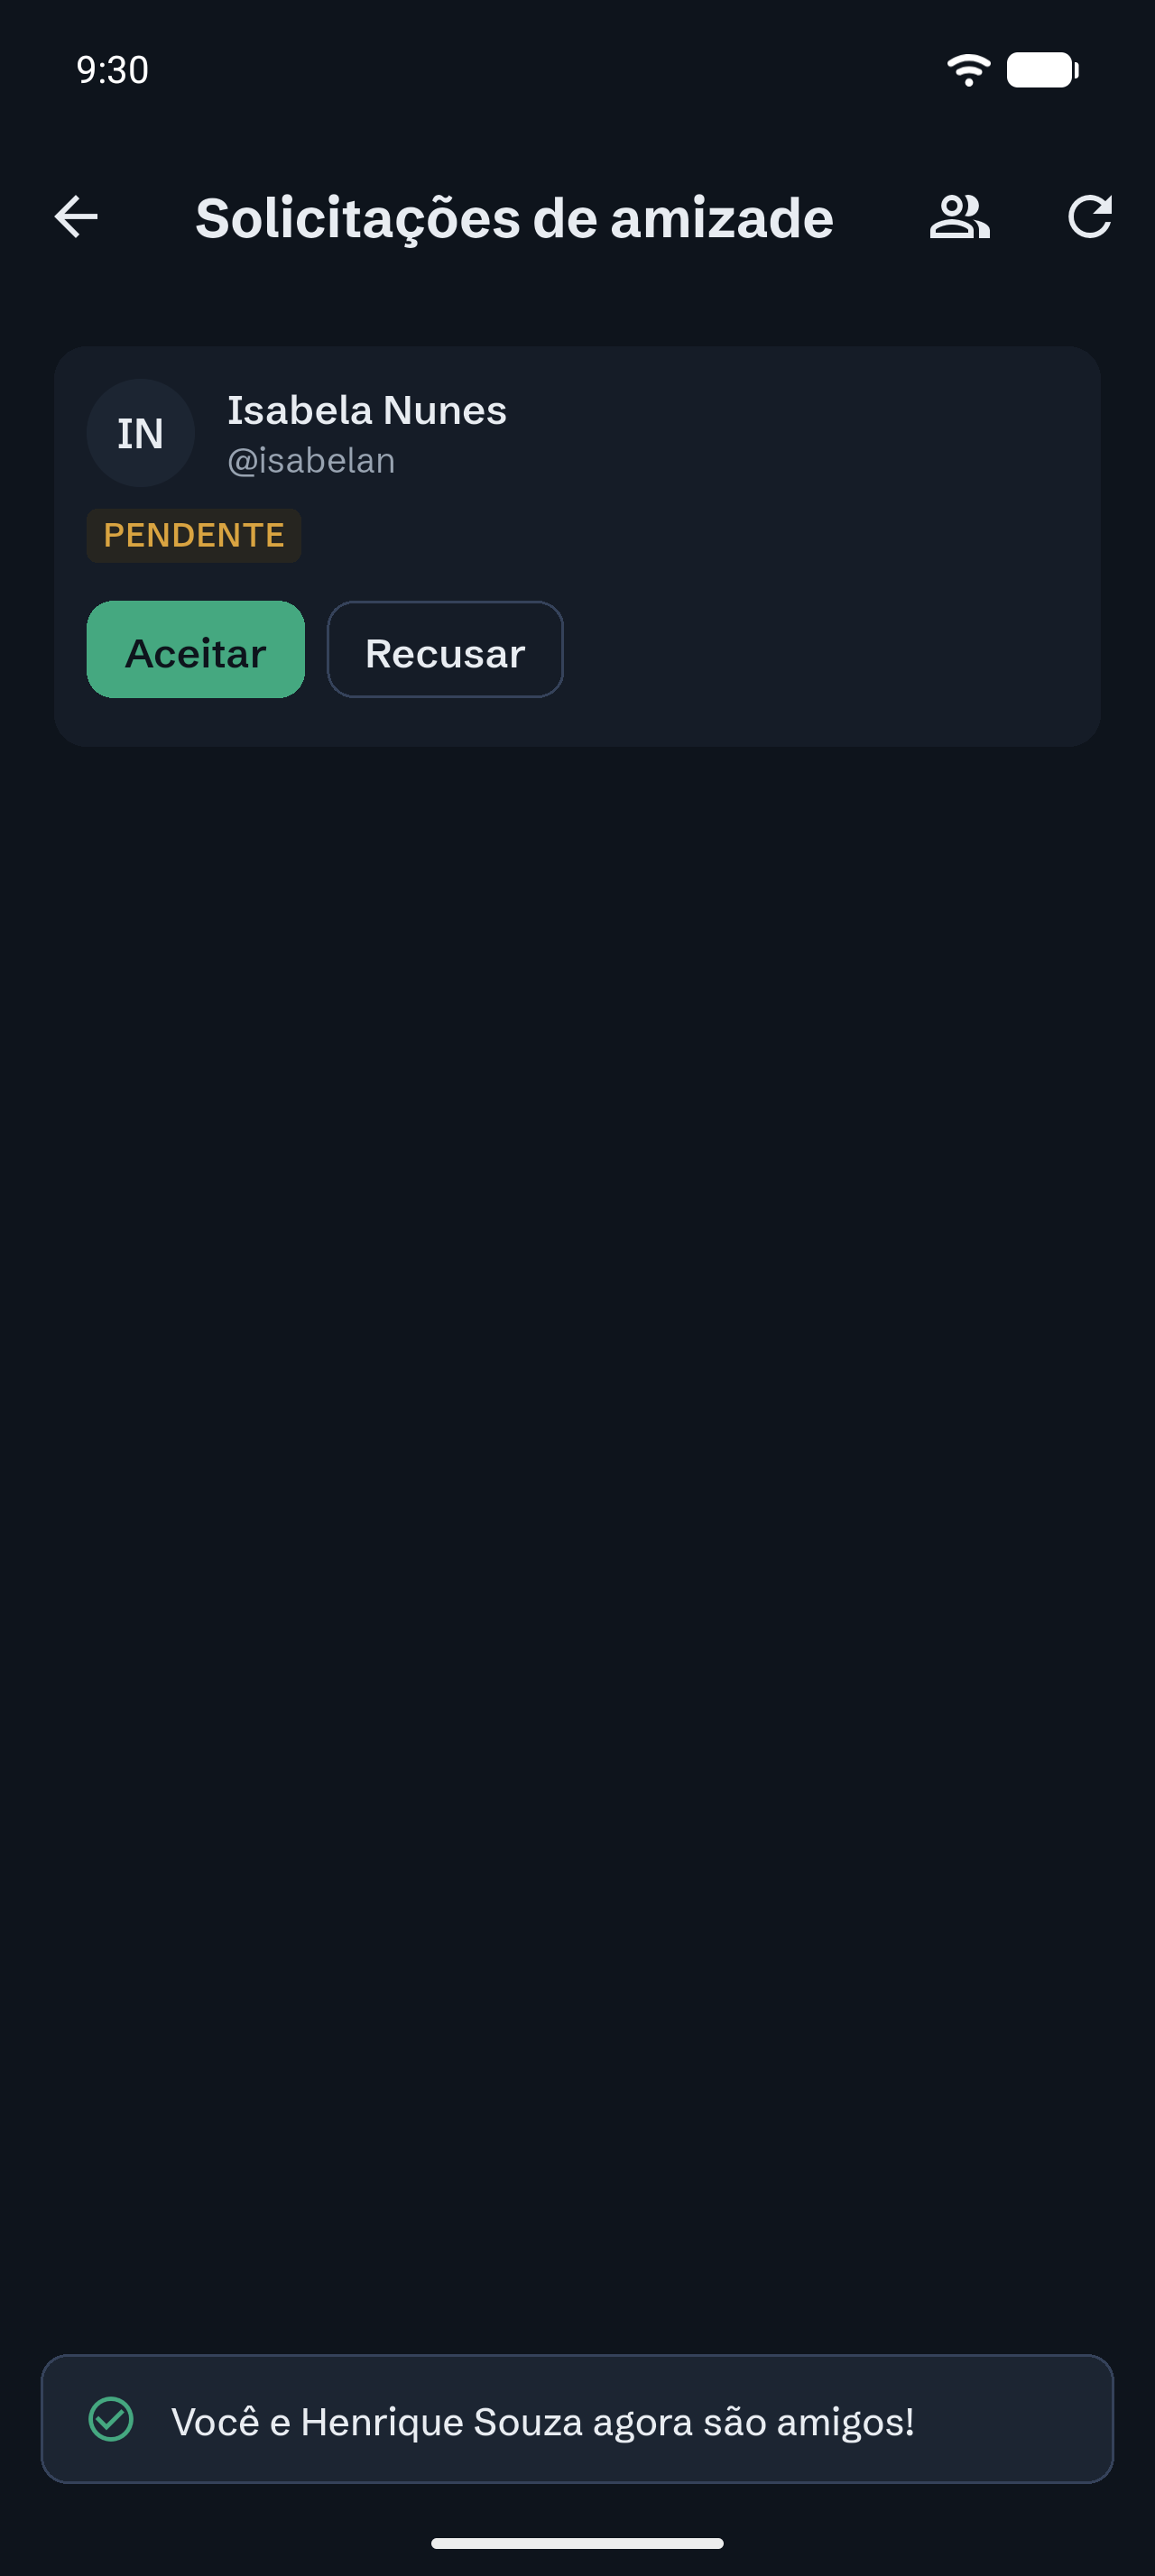 9:30
Solicitações de amizade
IN
Isabela Nunes
@isabelan
PENDENTE
Aceitar
Recusar
Você e Henrique Souza agora são amigos!